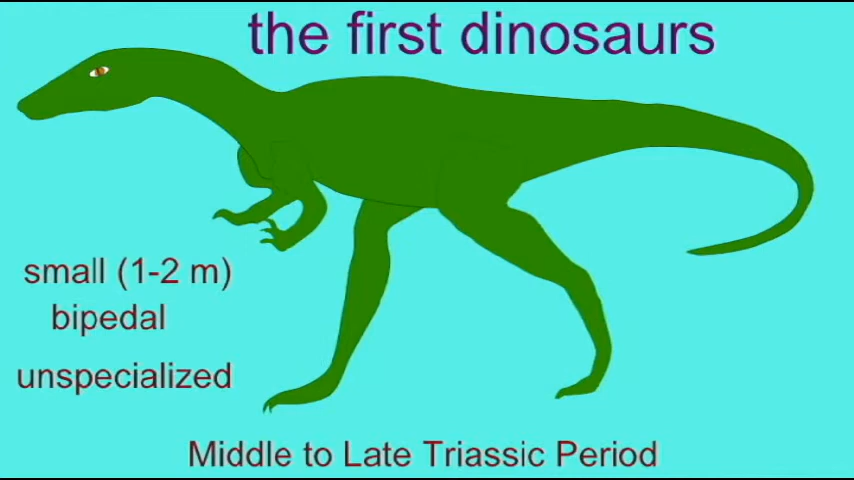 the first dinosaurs
small (1-2 m)
bipedal
unspecialized
Middle to Late Triassic Period